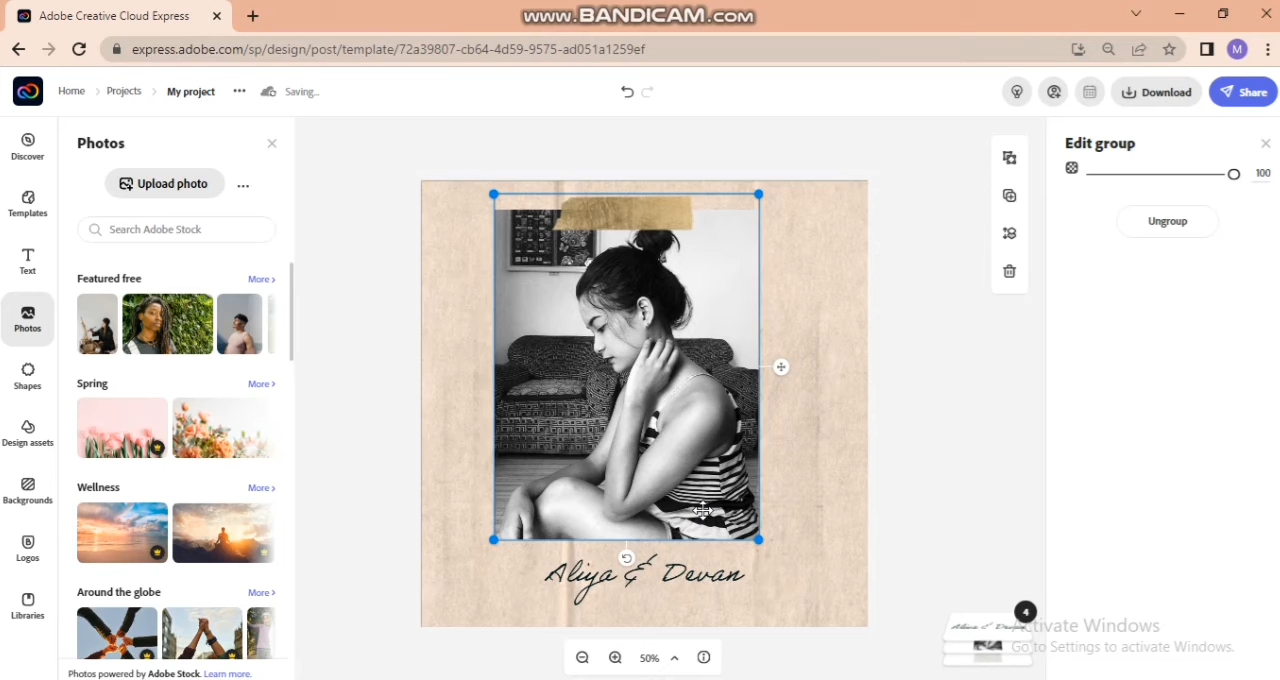 Adobe Creative Cloud Express
www.BANDICAM.com
express.adobe.com/sp/design/post/template/72a39807-cb64-4d59-9575-ad051a1259ef
M
Home
Projects
My project
Saving...
Download
Share
Discover
Templates
Text
Photos
Shapes
Design assets
Backgrounds
Logos
Libraries
Photos
Upload photo
Search Adobe Stock
Featured free
More
Spring
More
Wellness
More
Around the globe
More
Photos powered by Adobe Stock. Learn more.
Aliya & Devan
50%
Edit group
100
Ungroup
4
Aliya & Devan
Activate Windows
Go to Settings to activate Windows.